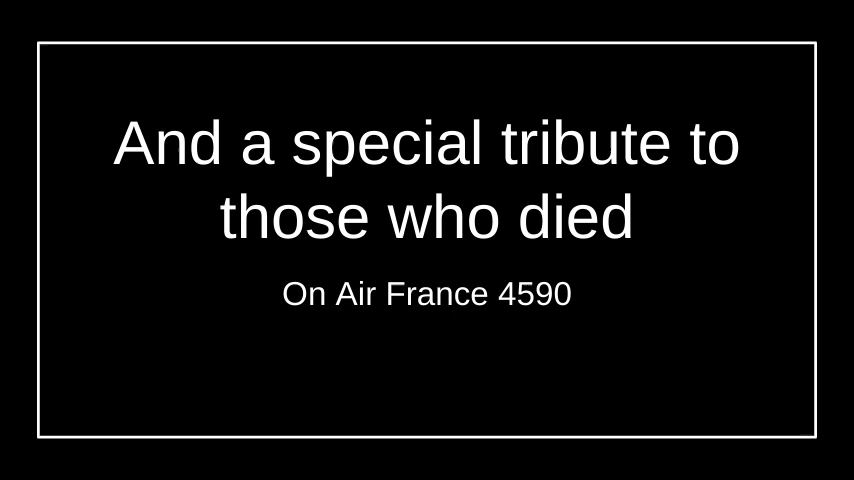 And a special tribute to
those who died
On Air France 4590